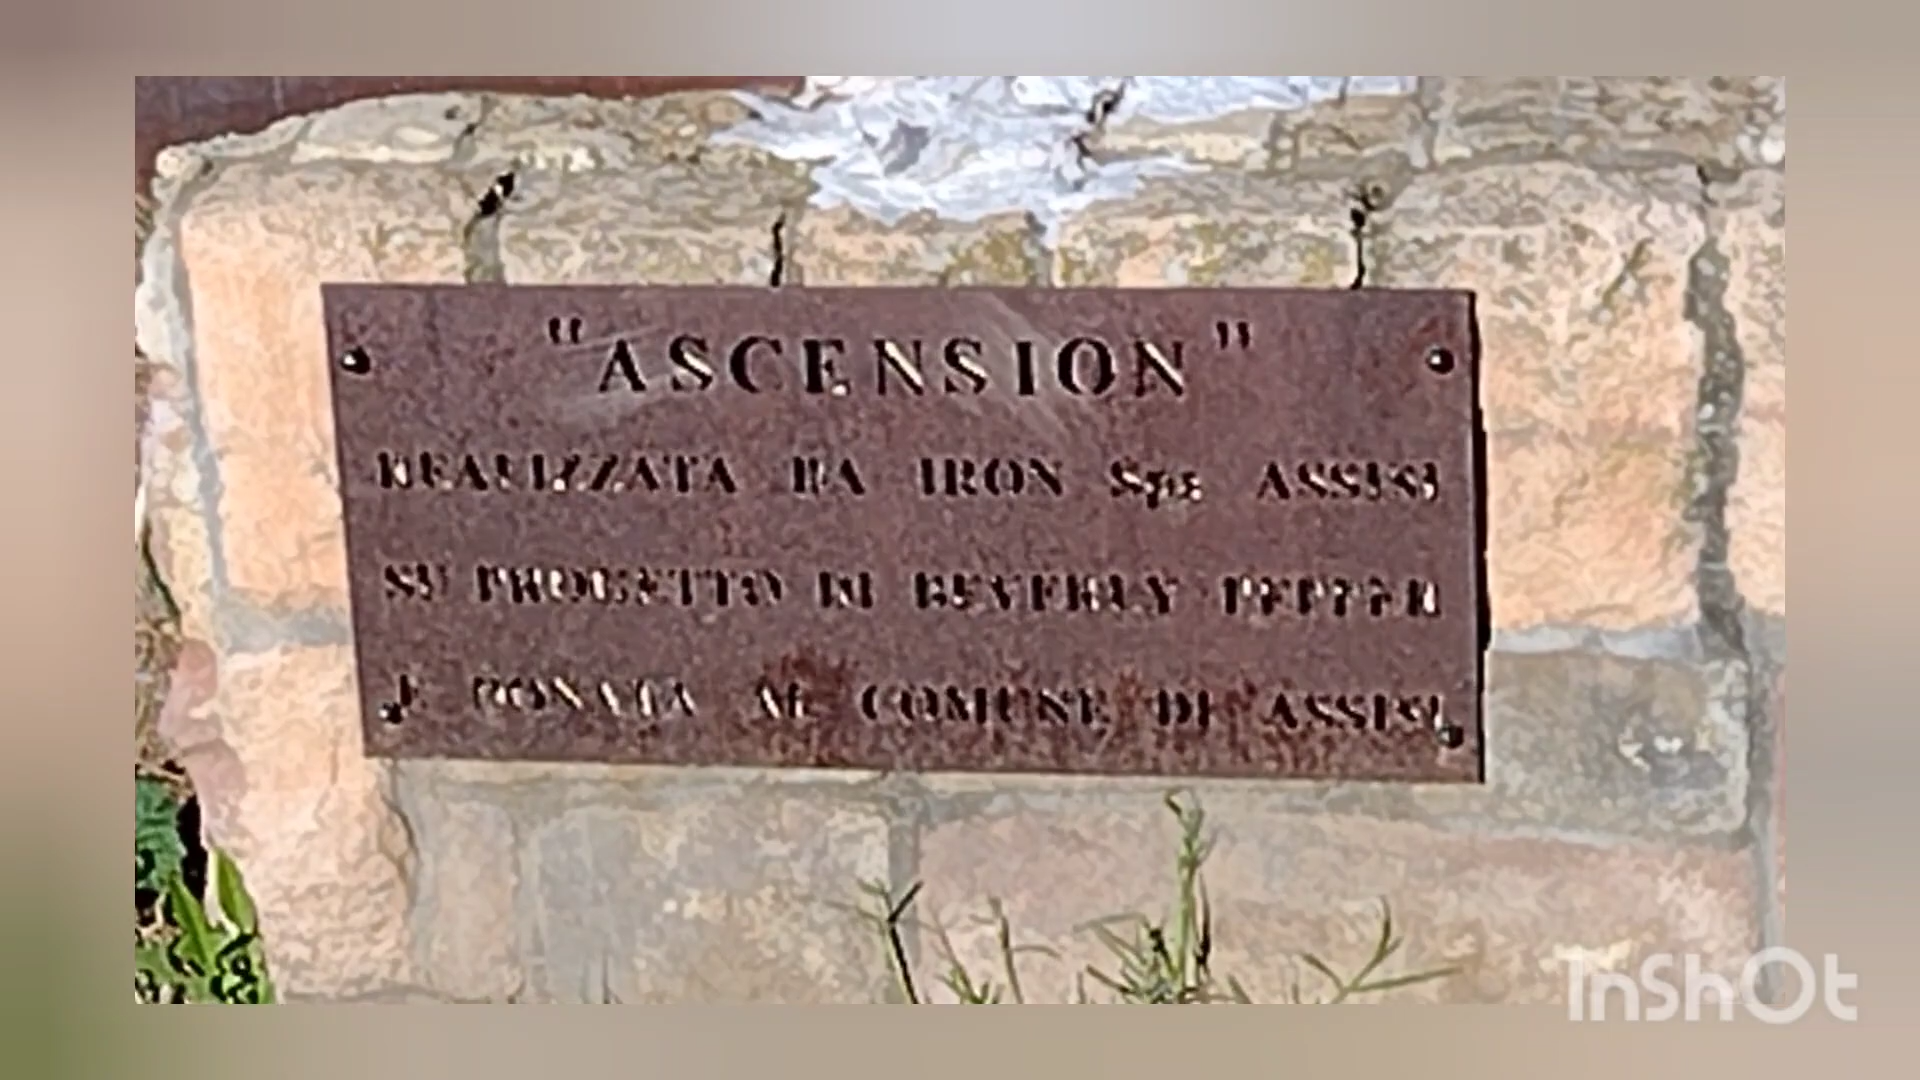 "ASCENSION"
REALIZZATA DA IRON SpA ASSISI
SU PROGETTO DI BEVERLY PEPPER
E DONATA AL COMUNE DI ASSISI
InShOt